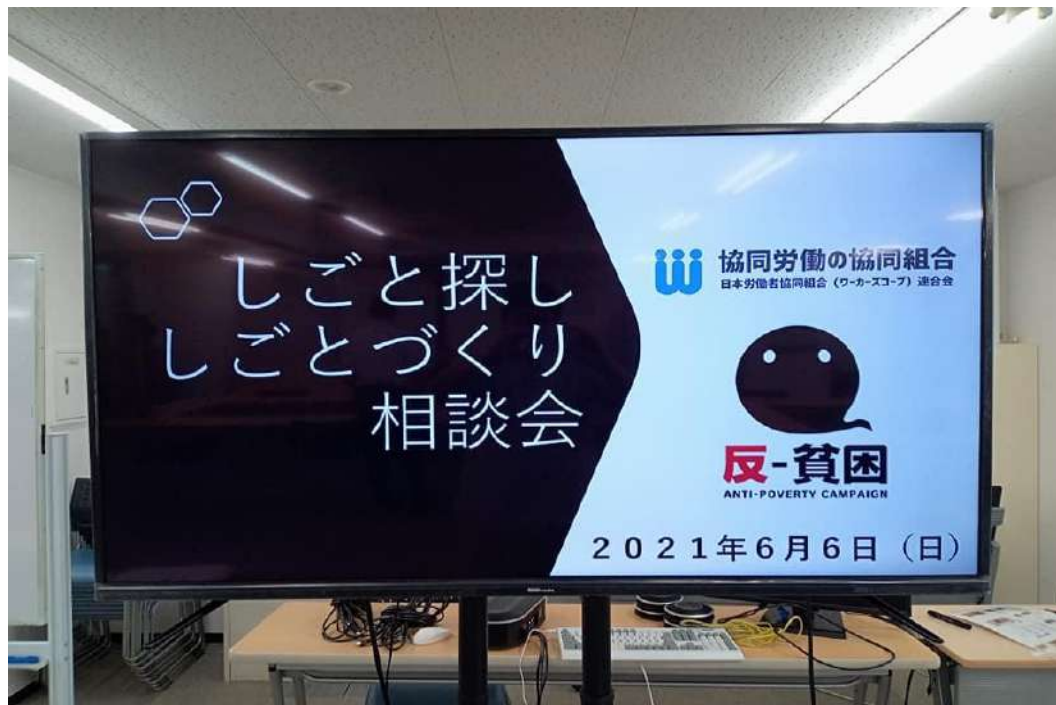 しごと探し
しごとづくり
相談会
協同労働の協同組合
日本労働者協同組合（ワーカーズコープ）連合会
反-貧困
ANTI-POVERTY CAMPAIGN
２０２１年６月６日（日）